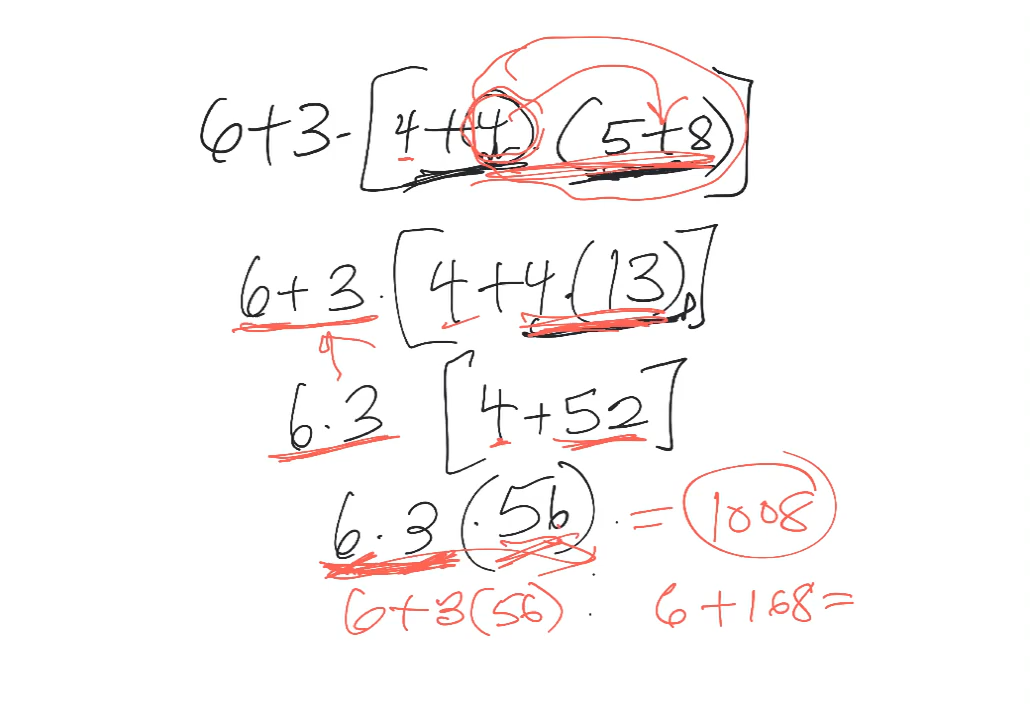 6+3-[4+(4)(5+8)]
6+3·[4+4·(13)]
6·3 [4+52]
6·3(·56) · = 1008
6+3(56) · 6+168=